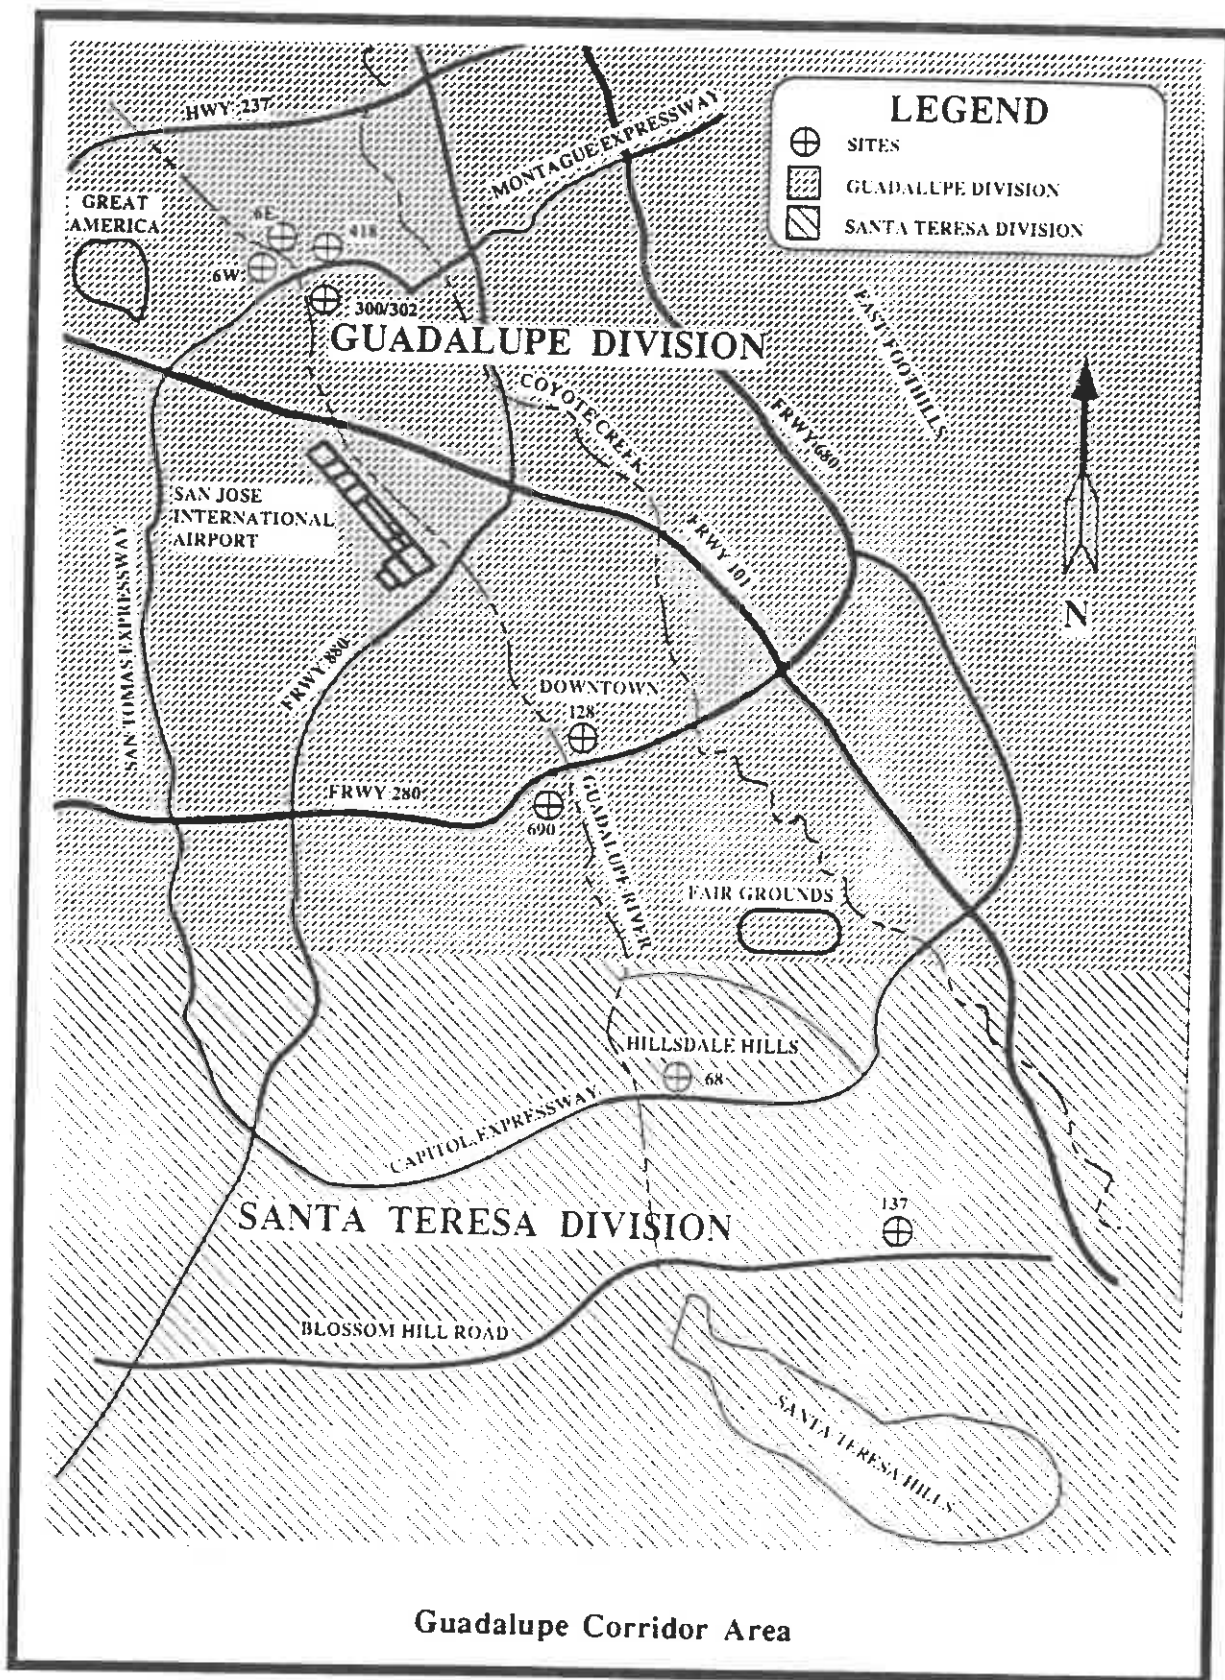 LEGEND
SITES
GUADALUPE DIVISION
SANTA TERESA DIVISION
HWY 237
MONTAGUE EXPRESSWAY
GREAT
AMERICA
6E
418
6W
300/302
GUADALUPE DIVISION
EAST FOOTHILLS
COYOTE CREEK
FRWY 680
SAN JOSE
INTERNATIONAL
AIRPORT
FRWY 101
SAN TOMAS EXPRESSWAY
N
FRWY 880
DOWNTOWN
128
FRWY 280
690
GUADALUPE RIVER
FAIR GROUNDS
HILLSDALE HILLS
68
CAPITOL EXPRESSWAY
137
SANTA TERESA DIVISION
BLOSSOM HILL ROAD
SANTA TERESA HILLS
Guadalupe Corridor Area